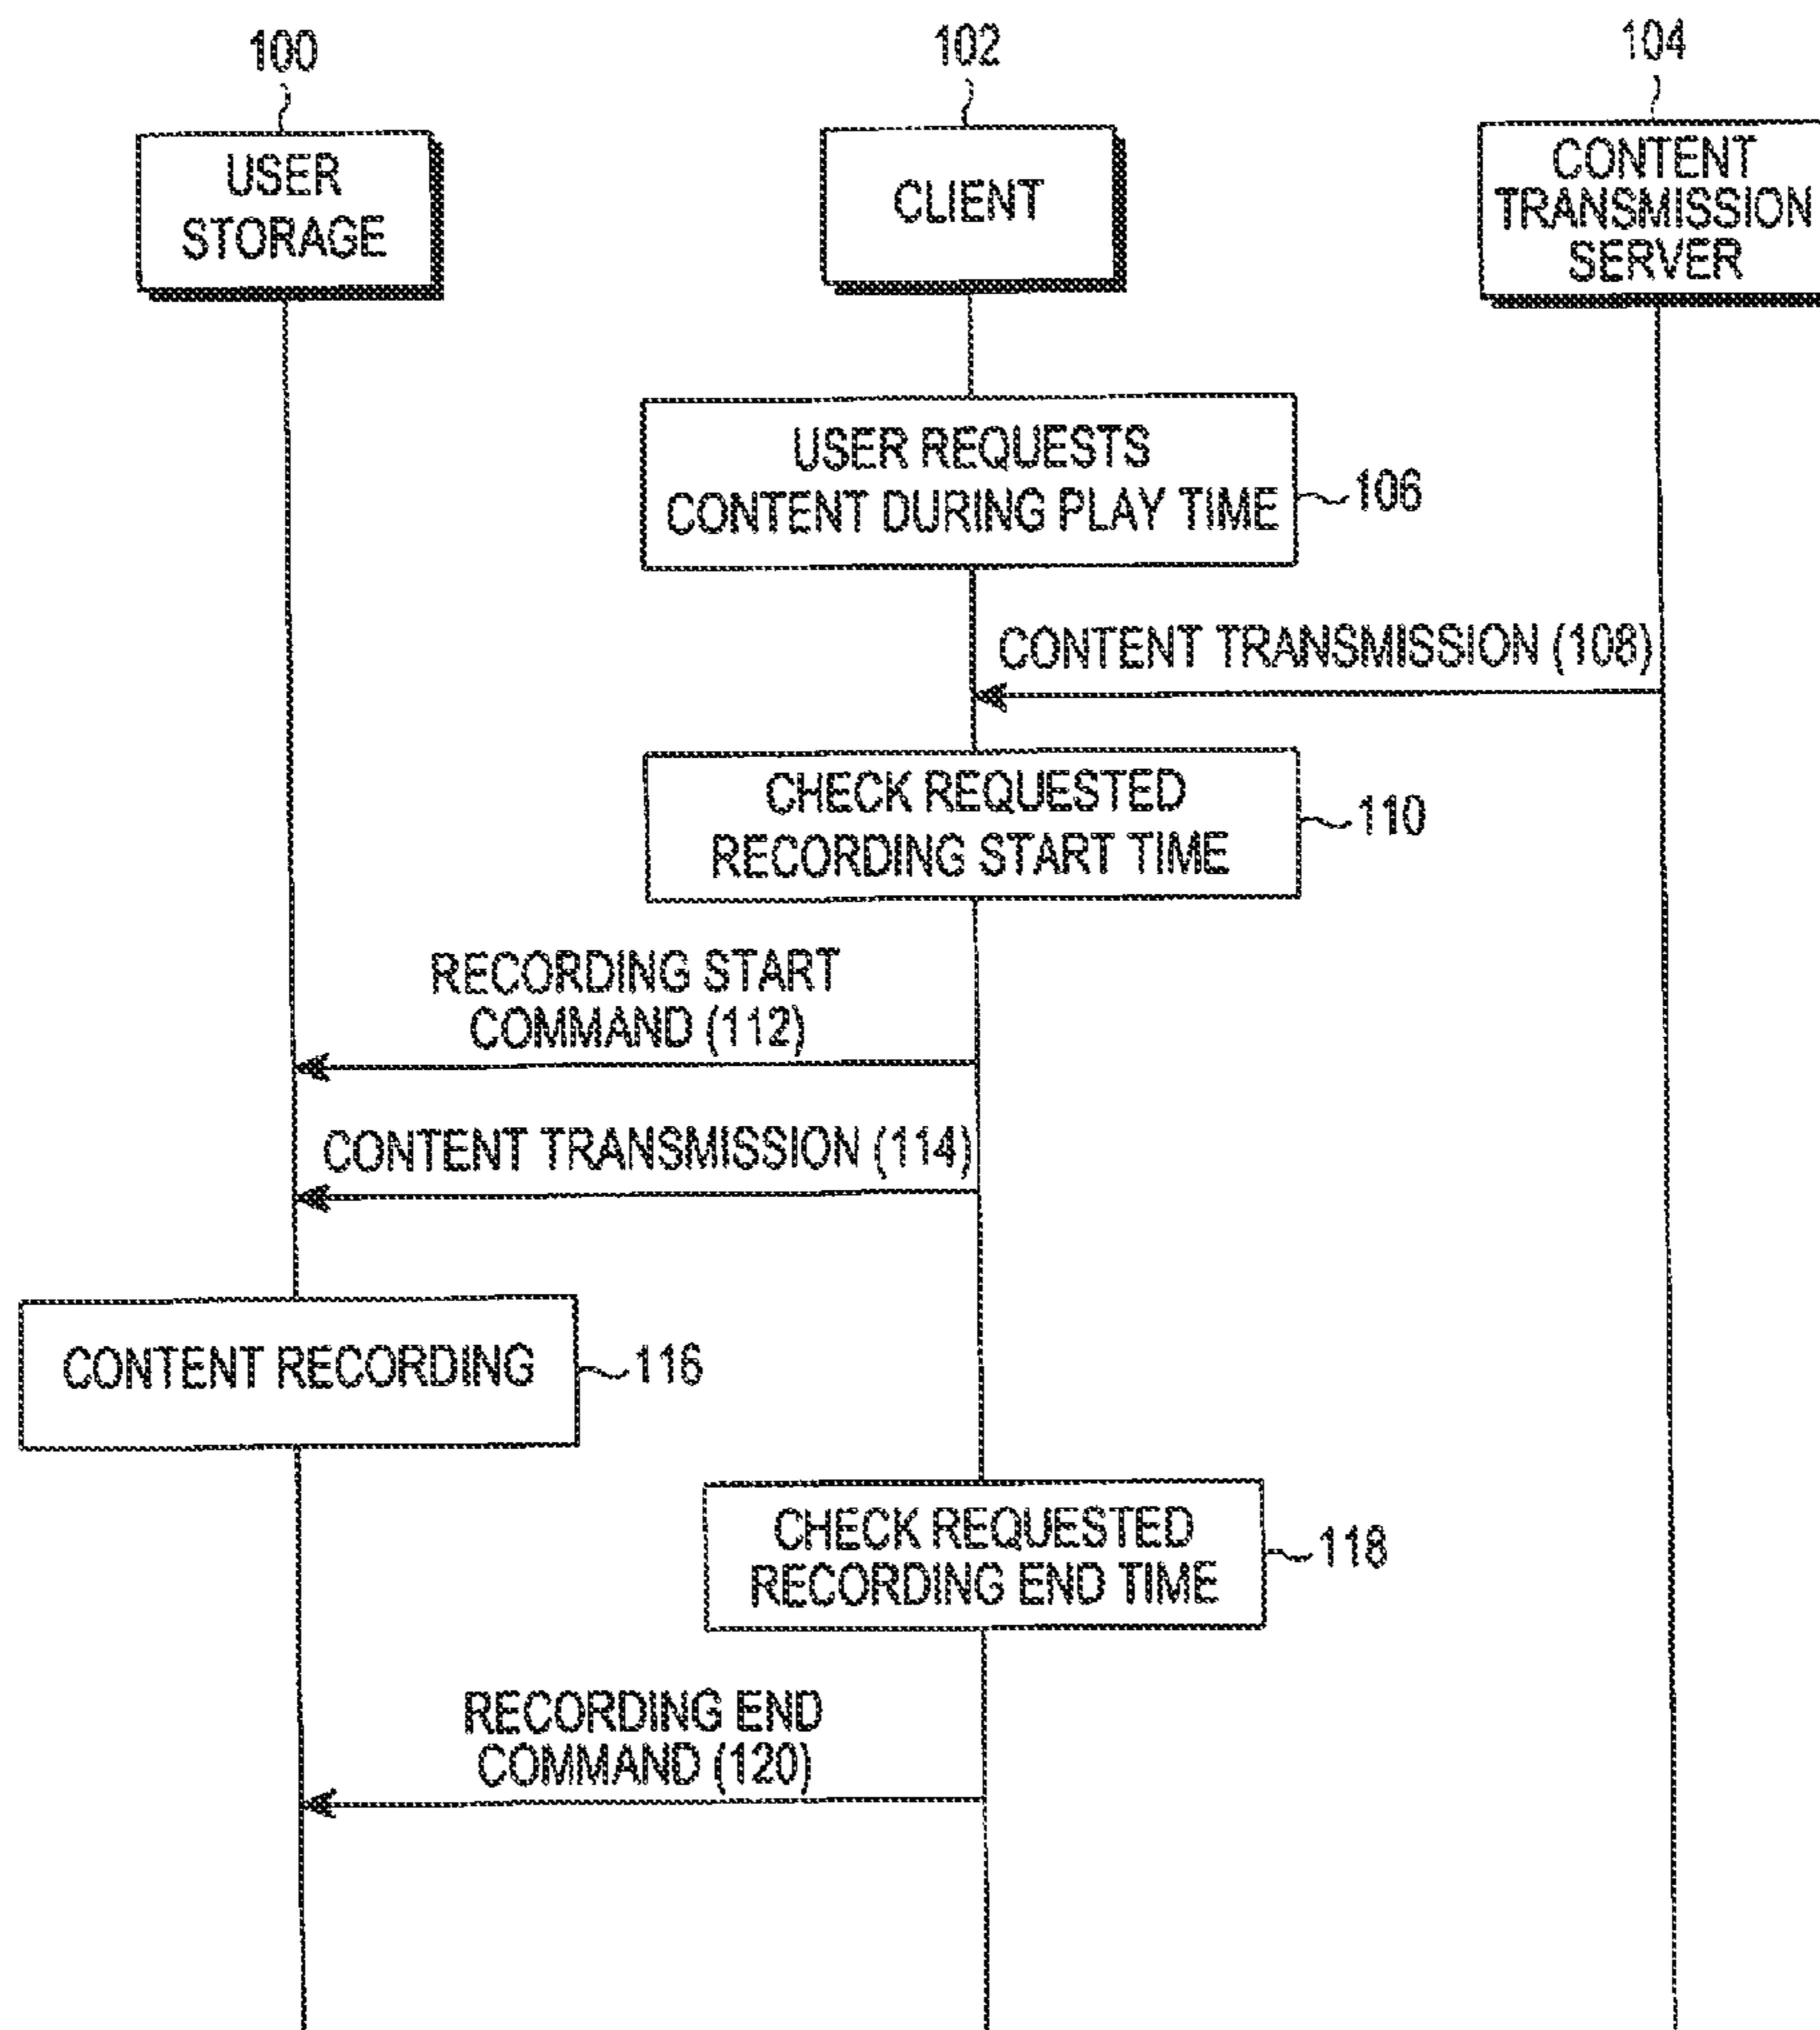 100
102
104
USER
STORAGE
CLIENT
CONTENT
TRANSMISSION
SERVER
USER REQUESTS
CONTENT DURING PLAY TIME
106
CONTENT TRANSMISSION (108)
CHECK REQUESTED
RECORDING START TIME
110
RECORDING START
COMMAND (112)
CONTENT TRANSMISSION (114)
CONTENT RECORDING
116
CHECK REQUESTED
RECORDING END TIME
118
RECORDING END
COMMAND (120)